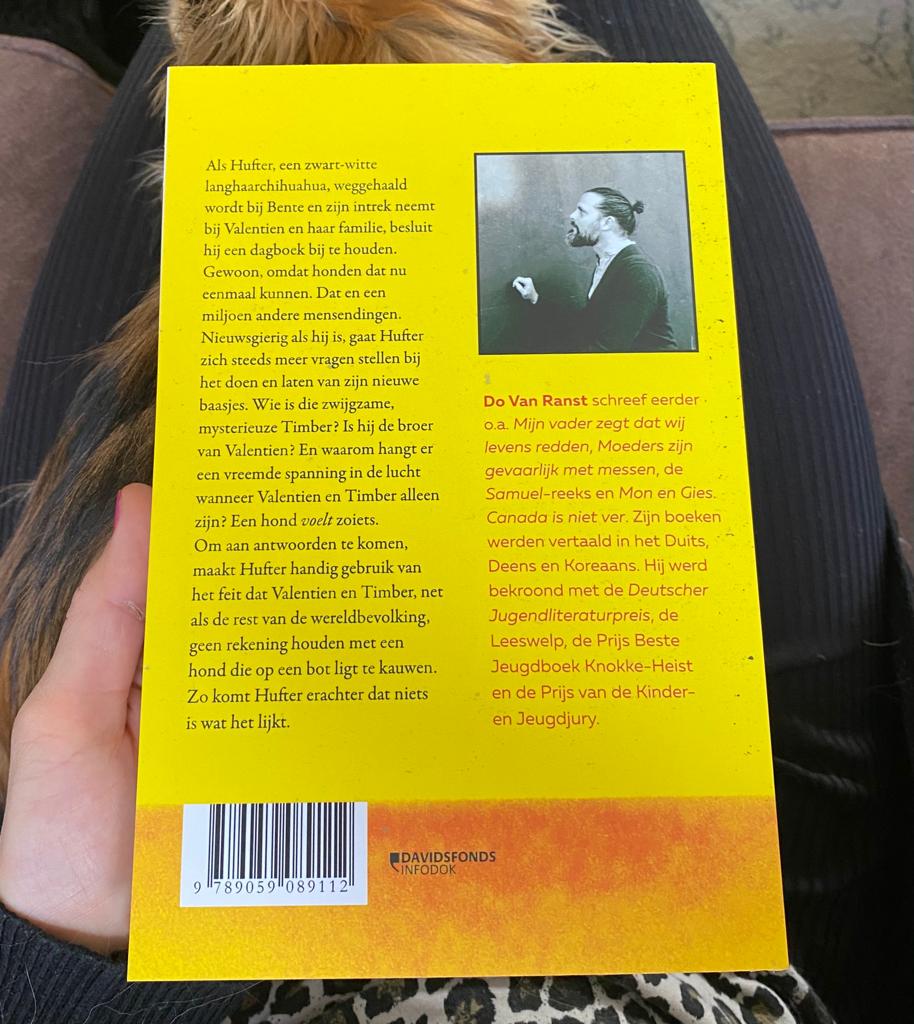 Als Hufter, een zwart-witte
langhaarchihuahua, weggehaald
wordt bij Bente en zijn intrek neemt
bij Valentien en haar familie, besluit
hij een dagboek bij te houden.
Gewoon, omdat honden dat nu
eenmaal kunnen. Dat en een
miljoen andere mensendingen.
Nieuwsgierig als hij is, gaat Hufter
zich steeds meer vragen stellen bij
het doen en laten van zijn nieuwe
baasjes. Wie is die zwijgzame,
mysterieuze Timber? Is hij de broer
van Valentien? En waarom hangt er
een vreemde spanning in de lucht
wanneer Valentien en Timber alleen
zijn? Een hond voelt zoiets.
Om aan antwoorden te komen,
maakt Hufter handig gebruik van
het feit dat Valentien en Timber, net
als de rest van de wereldbevolking,
geen rekening houden met een
hond die op een bot ligt te kauwen.
Zo komt Hufter erachter dat niets
is wat het lijkt.
1
Do Van Ranst schreef eerder
o.a. Mijn vader zegt dat wij
levens redden, Moeders zijn
gevaarlijk met messen, de
Samuel-reeks en Mon en Gies.
Canada is niet ver. Zijn boeken
werden vertaald in het Duits,
Deens en Koreaans. Hij werd
bekroond met de Deutscher
Jugendliteraturpreis, de
Leeswelp, de Prijs Beste
Jeugdboek Knokke-Heist
en de Prijs van de Kinder-
en Jeugdjury.
9 789059 089112
DAVIDSFONDS
INFODOK